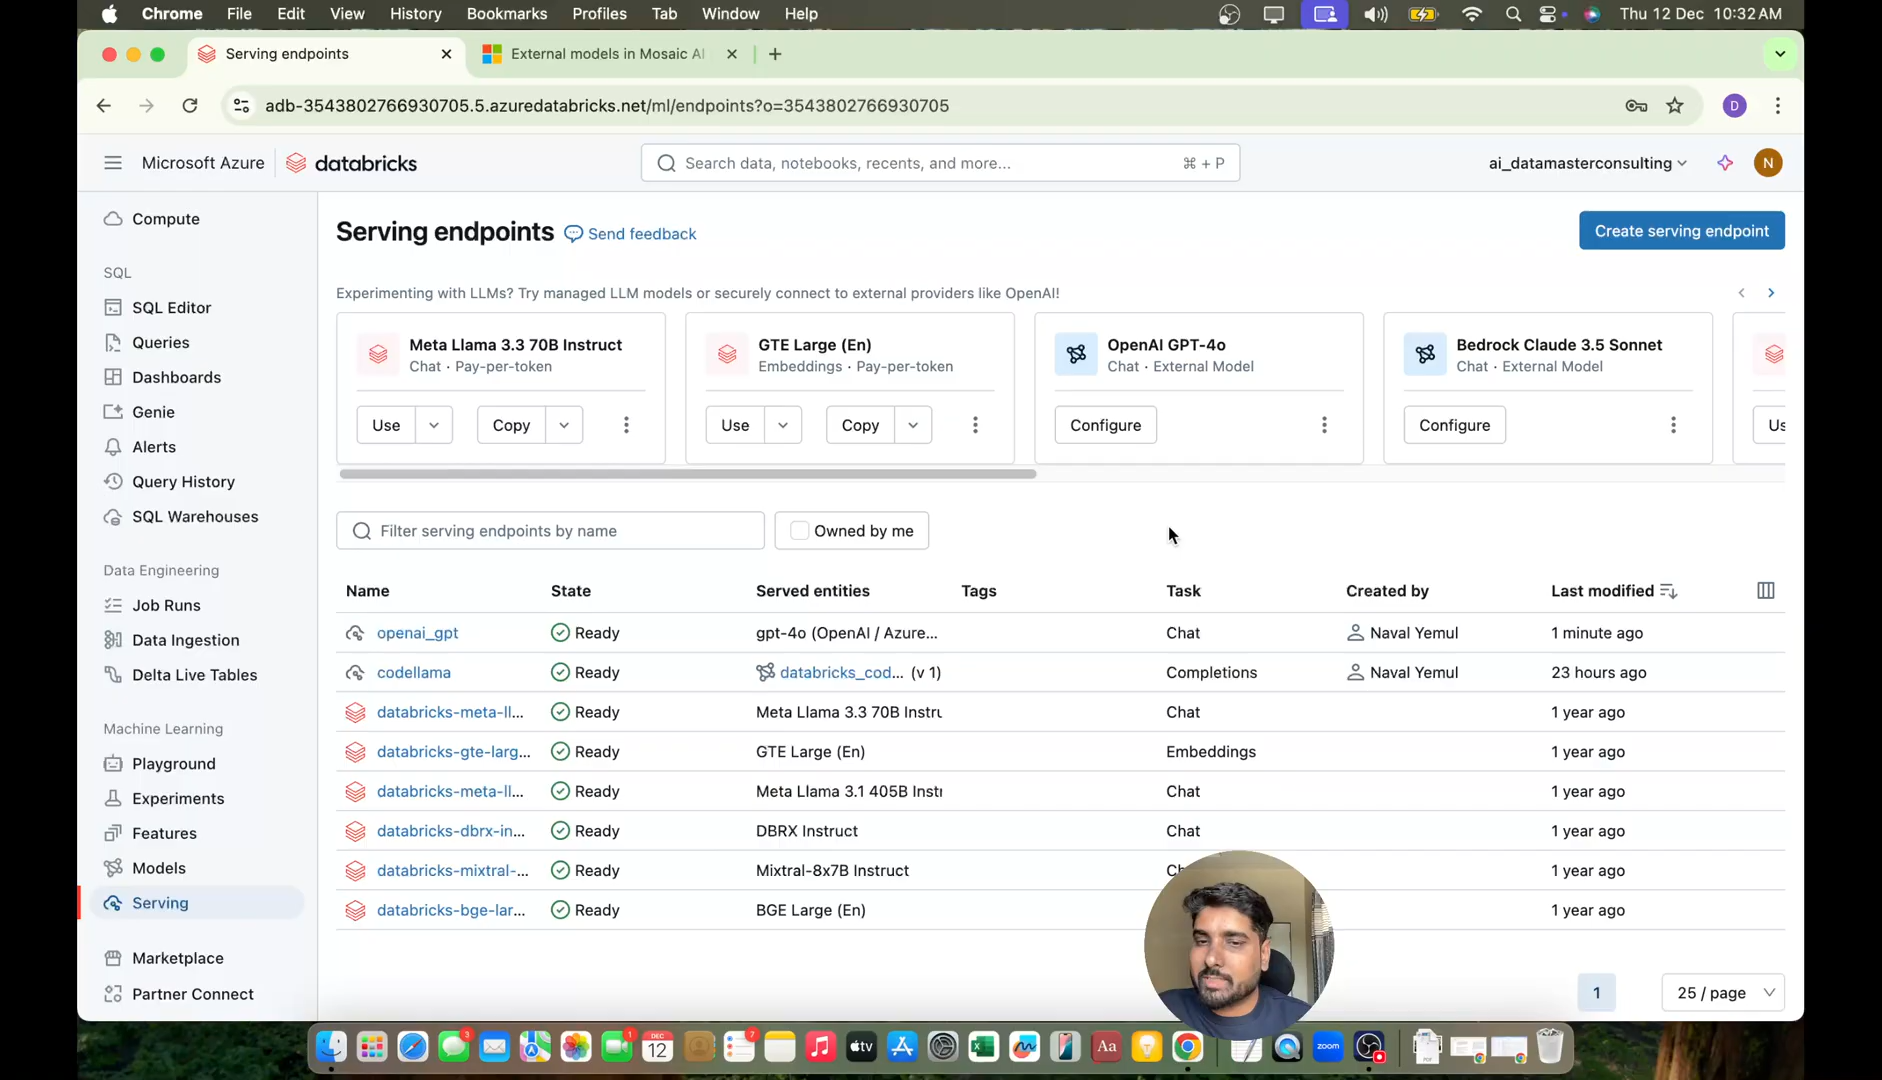 Chrome File Edit View History Bookmarks Profiles Tab Window Help Thu 12 Dec 10:32 AM
Serving endpoints External models in Mosaic AI
adb-3543802766930705.5.azuredatabricks.net/ml/endpoints?o=3543802766930705 D
Microsoft Azure databricks Search data, notebooks, recents, and more... ⌘ + P ai_datamasterconsulting N
Compute
SQL
SQL Editor
Queries
Dashboards
Genie
Alerts
Query History
SQL Warehouses
Data Engineering
Job Runs
Data Ingestion
Delta Live Tables
Machine Learning
Playground
Experiments
Features
Models
Serving
Marketplace
Partner Connect
Serving endpoints Send feedback Create serving endpoint
Experimenting with LLMs? Try managed LLM models or securely connect to external providers like OpenAI!
Meta Llama 3.3 70B Instruct
Chat · Pay-per-token
Use Copy
GTE Large (En)
Embeddings · Pay-per-token
Use Copy
OpenAI GPT-4o
Chat · External Model
Configure
Bedrock Claude 3.5 Sonnet
Chat · External Model
Configure
Us
Filter serving endpoints by name Owned by me
Name State Served entities Tags Task Created by Last modified
openai_gpt Ready gpt-4o (OpenAI / Azure... Chat Naval Yemul 1 minute ago
codellama Ready databricks_cod... (v 1) Completions Naval Yemul 23 hours ago
databricks-meta-ll... Ready Meta Llama 3.3 70B Instru Chat 1 year ago
databricks-gte-larg... Ready GTE Large (En) Embeddings 1 year ago
databricks-meta-ll... Ready Meta Llama 3.1 405B Instr Chat 1 year ago
databricks-dbrx-in... Ready DBRX Instruct Chat 1 year ago
databricks-mixtral-... Ready Mixtral-8x7B Instruct 1 year ago
databricks-bge-lar... Ready BGE Large (En) 1 year ago
1 25 / page
3 1 DEC 12 7 tv Aa zoom